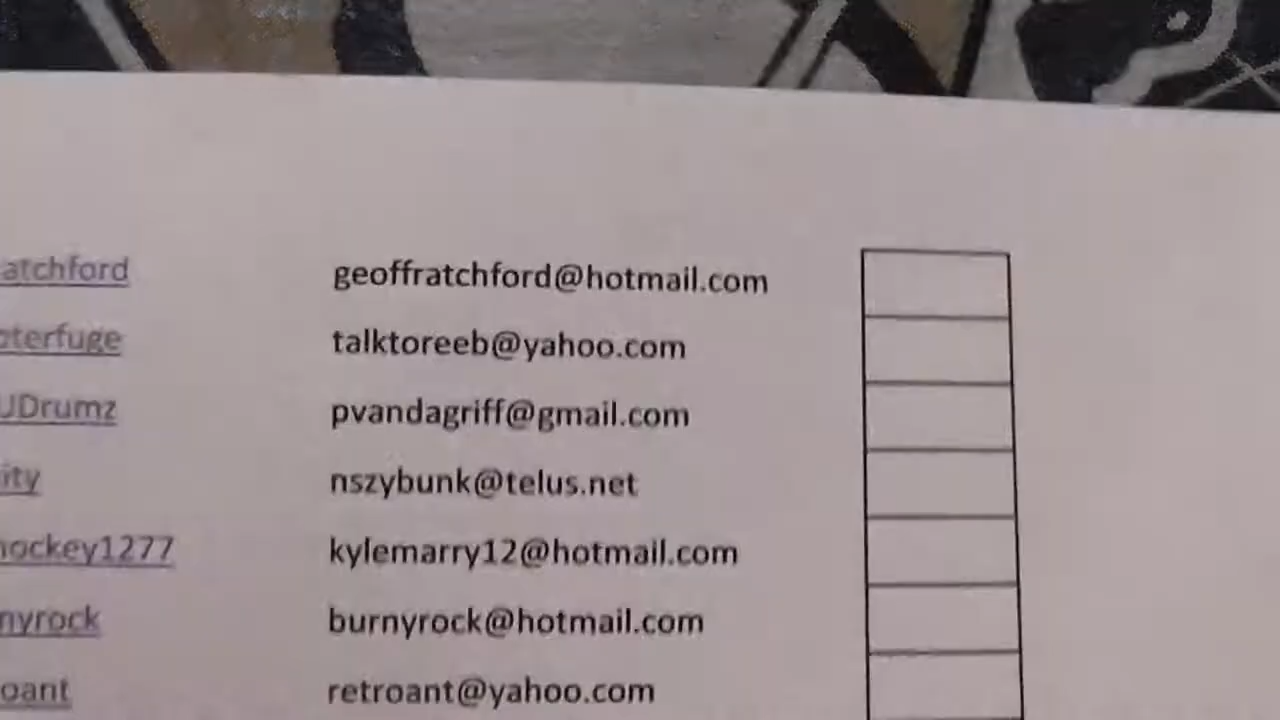 atchford geoffratchford@hotmail.com
terfuge talktoreeb@yahoo.com
UDrumz pvandagriff@gmail.com
ity nszybunk@telus.net
hockey1277 kylemarry12@hotmail.com
nyrock burnyrock@hotmail.com
oant retroant@yahoo.com